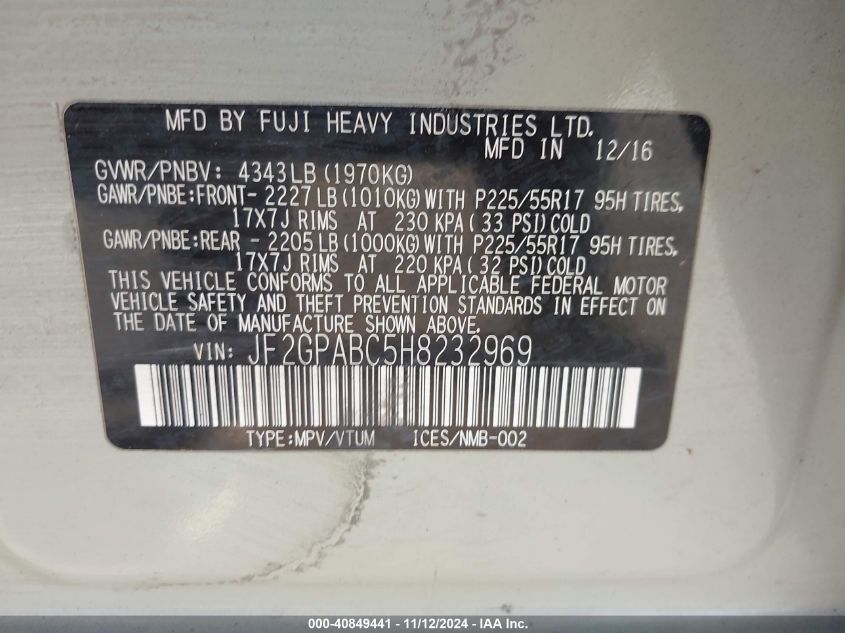 MFD BY FUJI HEAVY INDUSTRIES LTD.
MFD IN 12/16
GVWR/PNBV: 4343LB (1970KG)
GAWR/PNBE:FRONT- 2227LB (1010KG) WITH P225/55R17 95H TIRES,
17X7J RIMS AT 230 KPA( 33 PSI)COLD
GAWR/PNBE:REAR - 2205LB (1000KG) WITH P225/55R17 95H TIRES,
17X7J RIMS AT 220 KPA( 32 PSI)COLD
THIS VEHICLE CONFORMS TO ALL APPLICABLE FEDERAL MOTOR
VEHICLE SAFETY AND THEFT PREVENTION STANDARDS IN EFFECT ON
THE DATE OF MANUFACTURE SHOWN ABOVE.
VIN: JF2GPABC5H8232969
TYPE:MPV/VTUM ICES/NMB-002
000-40849441 - 11/12/2024 - IAA Inc.